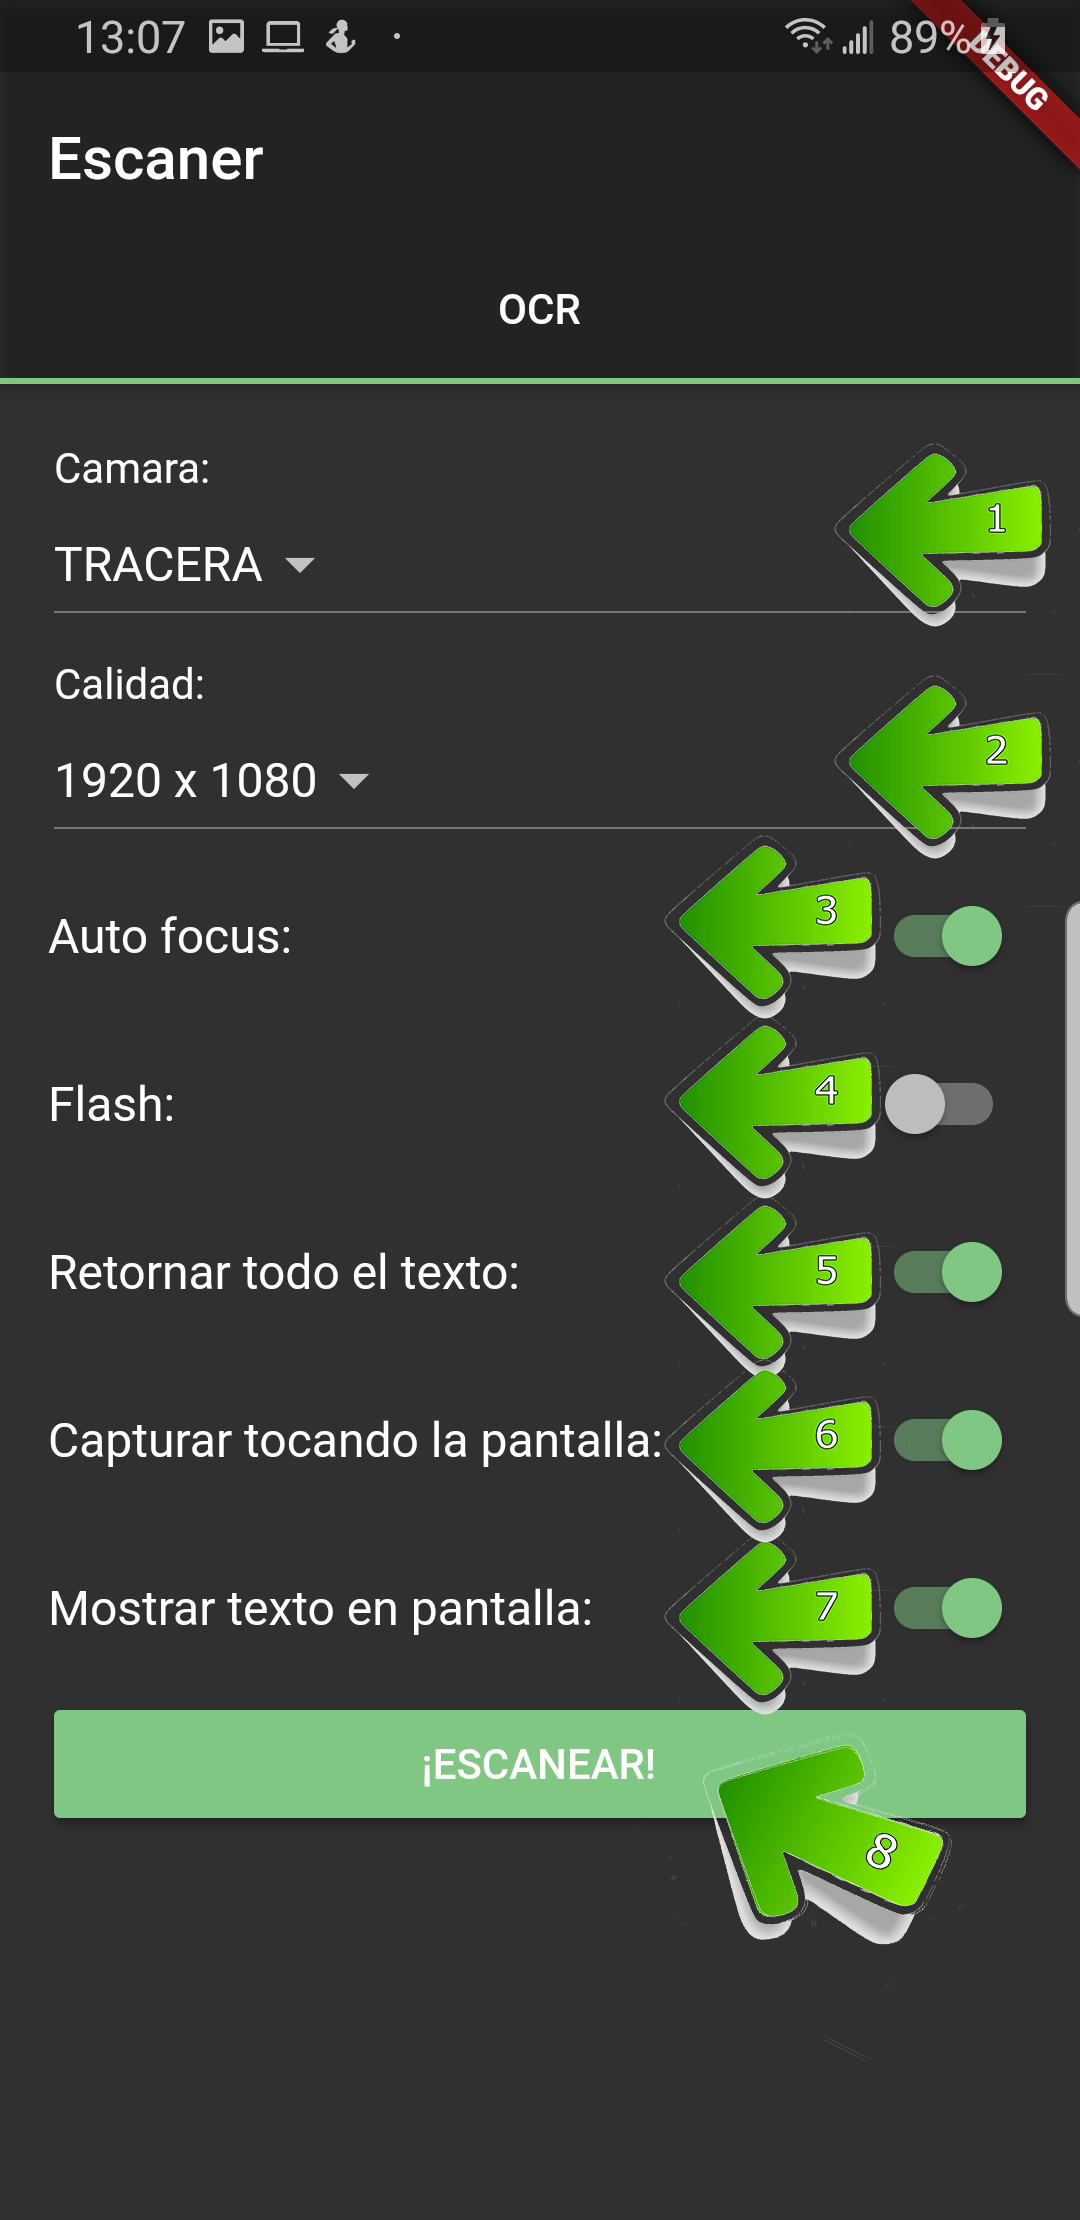 13:07 89%
DEBUG
Escaner
OCR
Camara:
1
TRACERA
Calidad:
2
1920 x 1080
Auto focus: 3
Flash: 4
Retornar todo el texto: 5
Capturar tocando la pantalla: 6
Mostrar texto en pantalla: 7
¡ESCANEAR!
8